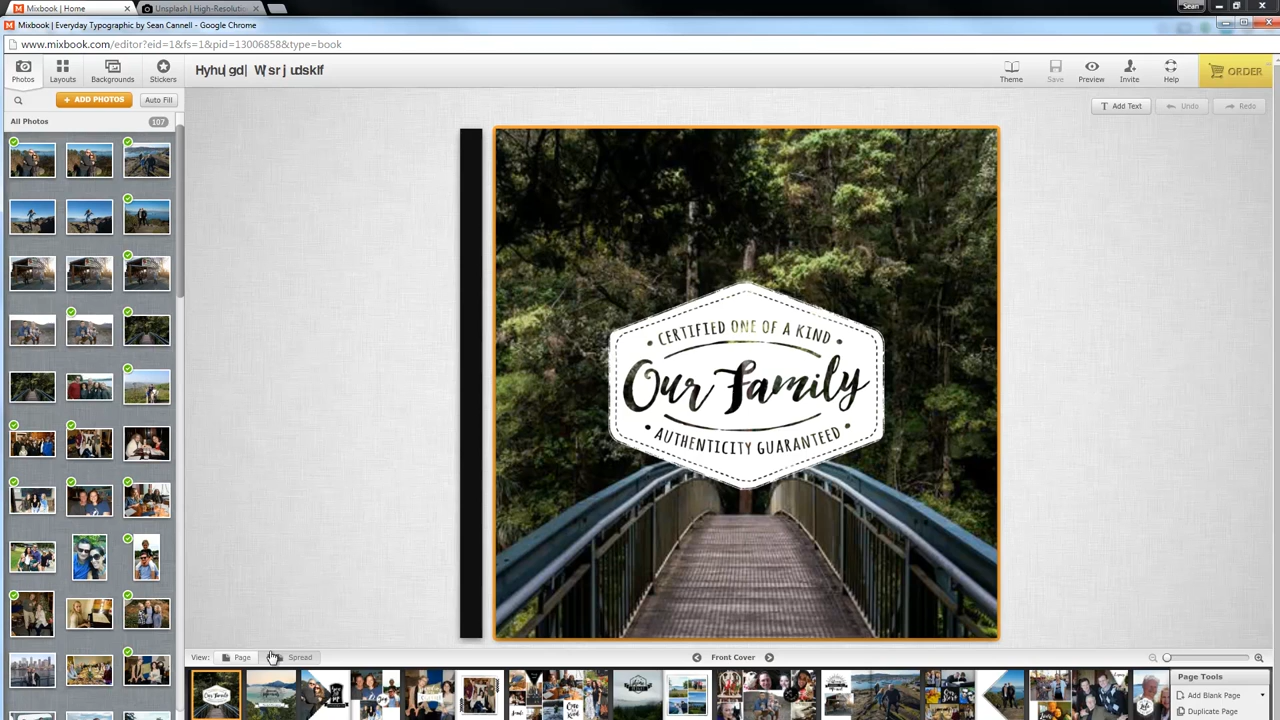 Mixbook | Home
Unsplash | High-Resolutio
Sean
Mixbook | Everyday Typographic by Sean Cannell - Google Chrome
www.mixbook.com/editor?eid=1&fs=1&pid=13006858&type=book
Photos
Layouts
Backgrounds
Stickers
Theme
Save
Preview
Invite
Help
ORDER
+ ADD PHOTOS
Auto Fill
T Add Text
Undo
Redo
All Photos
107
CERTIFIED ONE OF A KIND
Our Family
AUTHENTICITY GUARANTEED
View:
Page
Spread
Front Cover
Page Tools
Add Blank Page
Duplicate Page